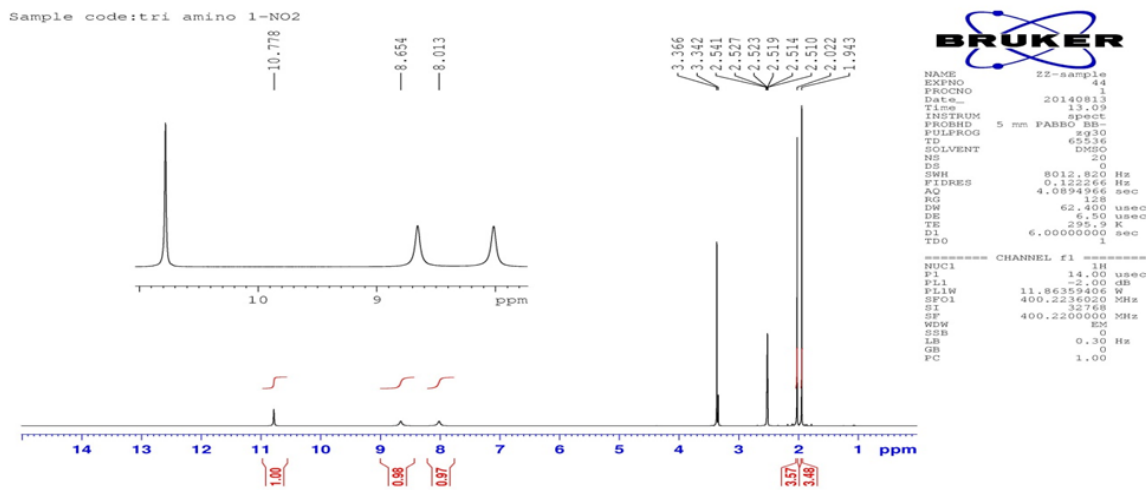 Sample code:tri amino 1-NO2
10.778
8.654
8.013
3.366
3.342
2.541
2.527
2.523
2.519
2.514
2.510
2.022
1.943
BRUKER
NAME ZZ-sample
EXPNO 44
PROCNO 1
Date_ 20140813
Time 13.09
INSTRUM spect
PROBHD 5 mm PABBO BB-
PULPROG zg30
TD 65536
SOLVENT DMSO
NS 20
DS 0
SWH 8012.820 Hz
FIDRES 0.122266 Hz
AQ 4.0894966 sec
RG 128
DW 62.400 usec
DE 6.50 usec
TE 295.9 K
D1 6.00000000 sec
TD0 1
======== CHANNEL f1 ========
NUC1 1H
P1 14.00 usec
PL1 -2.00 dB
PL1W 11.86359406 W
SFO1 400.2236020 MHz
SI 32768
SF 400.2200000 MHz
WDW EM
SSB 0
LB 0.30 Hz
GB 0
PC 1.00
10 9 ppm
14 13 12 11 10 9 8 7 6 5 4 3 2 1 ppm
1.00
0.98
0.97
3.57
3.48